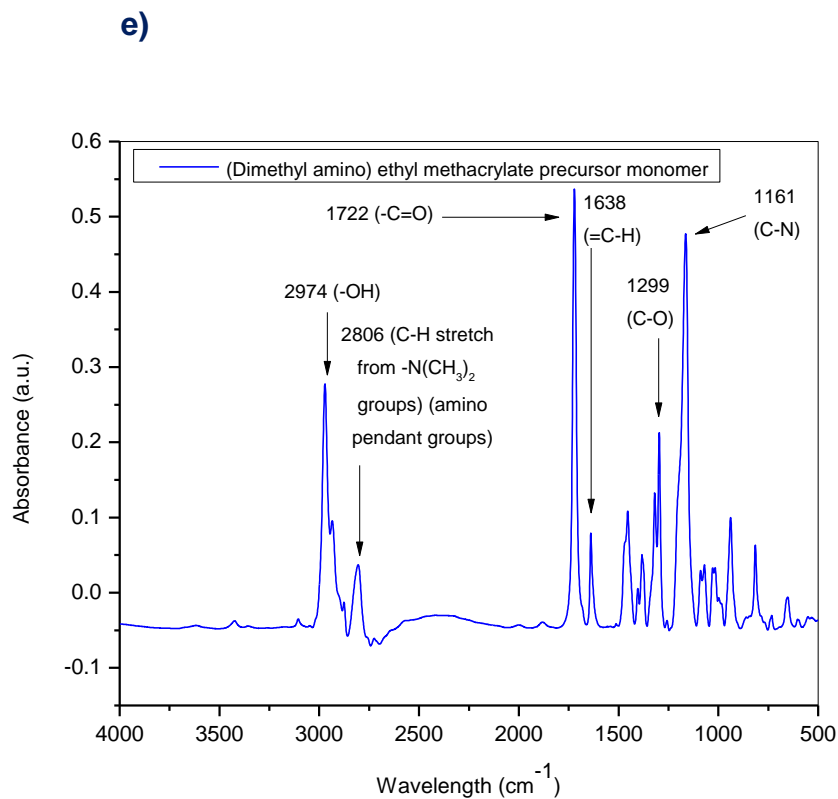 e)
0.6
0.5
0.4
0.3
0.2
0.1
0.0
-0.1
Absorbance (a.u.)
(Dimethyl amino) ethyl methacrylate precursor monomer
1722 (-C=O)
1638
(=C-H)
1161
(C-N)
2974 (-OH)
1299
(C-O)
2806 (C-H stretch
from -N(CH3)2
groups) (amino
pendant groups)
4000 3500 3000 2500 2000 1500 1000 500
Wavelength (cm-1)